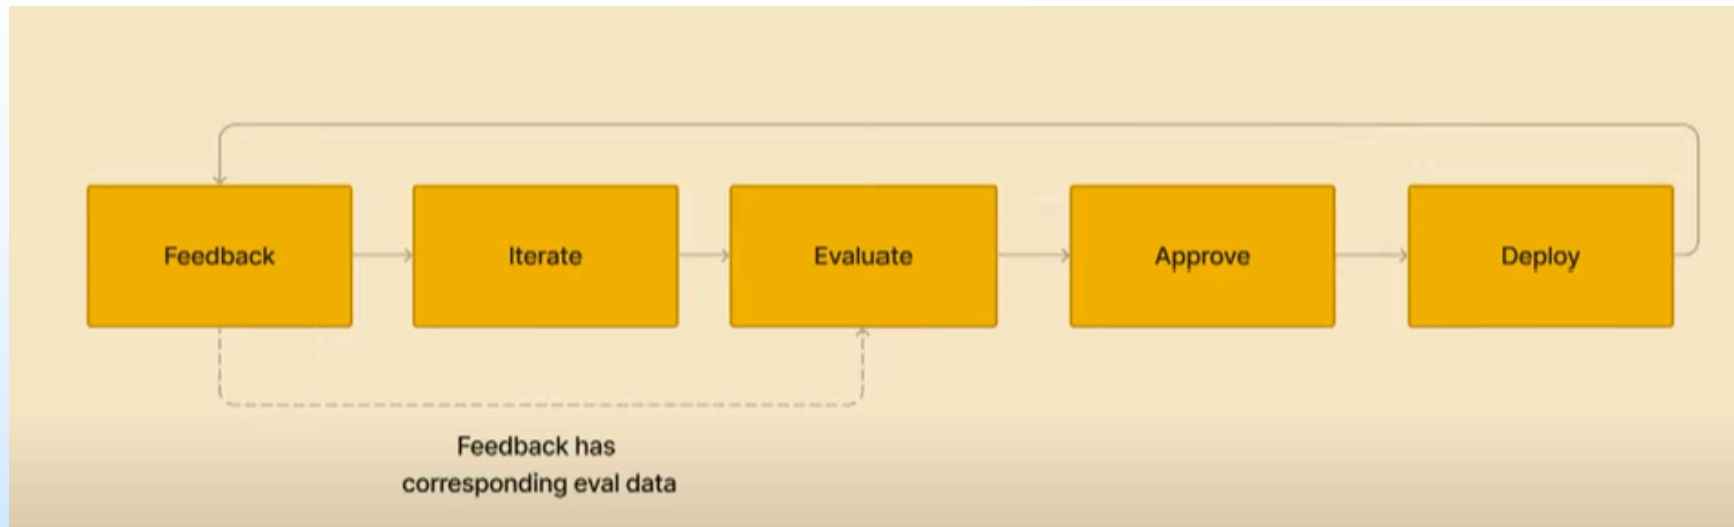 Feedback
Iterate
Evaluate
Approve
Deploy
Feedback has
corresponding eval data